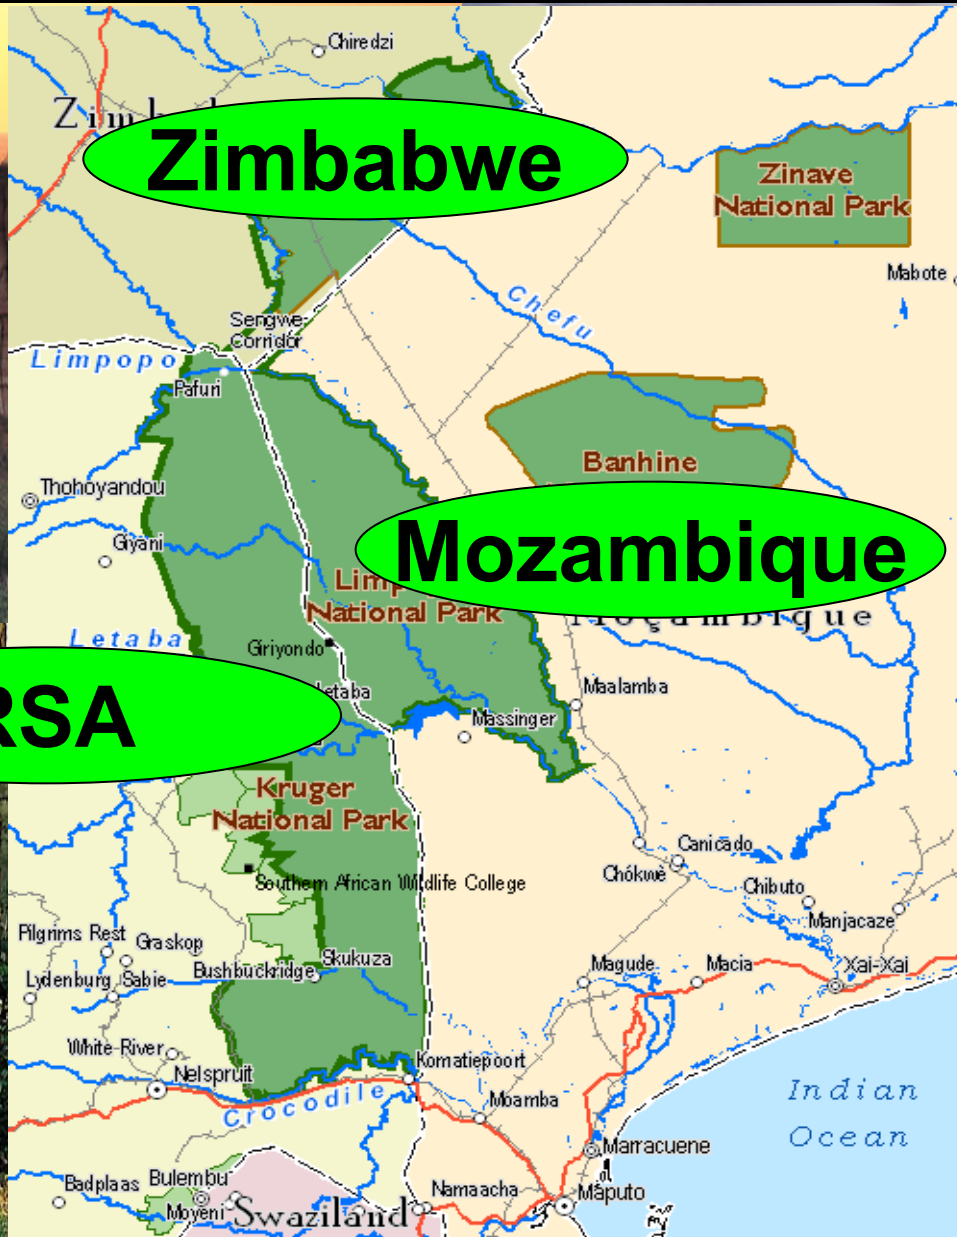 Chiredzi
Zimbabwe
Zinave
National Park
Mabote
Chefu
Sengwe
Corridor
Limpopo
Pafuri
Banhine
Thohoyandou
Giyani
Mozambique
National Park
Moçambique
Letaba
Giriyondo
Maalamba
RSA
Massinger
Kruger
National Park
Canicado
Chókwè
Southern African Wildlife College
Chibuto
Manjacaze
Pilgrims Rest
Graskop
Skukuza
Bushbuckridge
Lydenburg
Sabie
Magude
Macia
Xai-Xai
White River
Nelspruit
Komatiepoort
Crocodile
Moamba
Indian
Ocean
Marracuene
Badplaas
Bulembu
Moyeni
Swaziland
Namaacha
Maputo